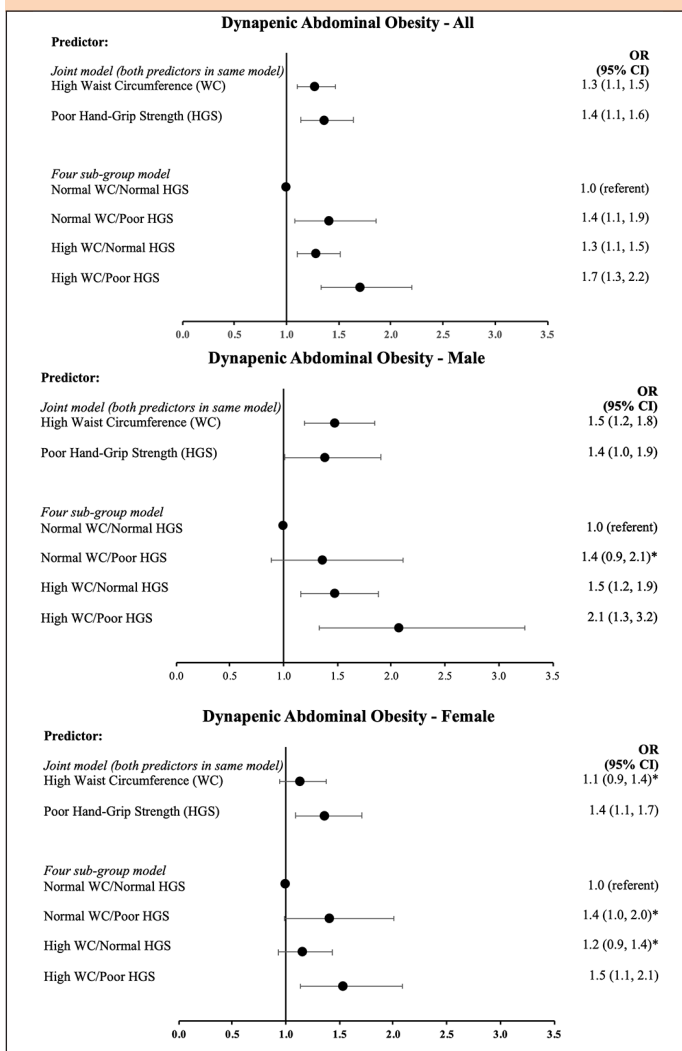 Dynapenic Abdominal Obesity - All
Predictor:
OR
Joint model (both predictors in same model) (95% CI)
High Waist Circumference (WC) 1.3 (1.1, 1.5)
Poor Hand-Grip Strength (HGS) 1.4 (1.1, 1.6)
Four sub-group model
Normal WC/Normal HGS 1.0 (referent)
Normal WC/Poor HGS 1.4 (1.1, 1.9)
High WC/Normal HGS 1.3 (1.1, 1.5)
High WC/Poor HGS 1.7 (1.3, 2.2)
0.0 0.5 1.0 1.5 2.0 2.5 3.0 3.5
Dynapenic Abdominal Obesity - Male
Predictor:
OR
Joint model (both predictors in same model) (95% CI)
High Waist Circumference (WC) 1.5 (1.2, 1.8)
Poor Hand-Grip Strength (HGS) 1.4 (1.0, 1.9)
Four sub-group model
Normal WC/Normal HGS 1.0 (referent)
Normal WC/Poor HGS 1.4 (0.9, 2.1)*
High WC/Normal HGS 1.5 (1.2, 1.9)
High WC/Poor HGS 2.1 (1.3, 3.2)
0.0 0.5 1.0 1.5 2.0 2.5 3.0 3.5
Dynapenic Abdominal Obesity - Female
Predictor:
OR
Joint model (both predictors in same model) (95% CI)
High Waist Circumference (WC) 1.1 (0.9, 1.4)*
Poor Hand-Grip Strength (HGS) 1.4 (1.1, 1.7)
Four sub-group model
Normal WC/Normal HGS 1.0 (referent)
Normal WC/Poor HGS 1.4 (1.0, 2.0)*
High WC/Normal HGS 1.2 (0.9, 1.4)*
High WC/Poor HGS 1.5 (1.1, 2.1)
0.0 0.5 1.0 1.5 2.0 2.5 3.0 3.5